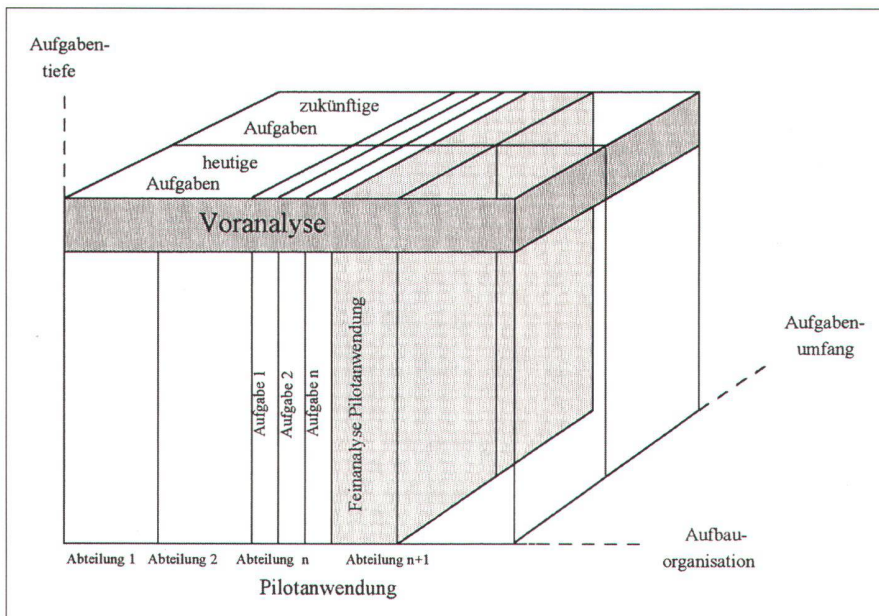 Aufgaben-
tiefe
zukünftige
Aufgaben
heutige
Aufgaben
Voranalyse
Aufgabe 1
Aufgabe 2
Aufgabe n
Feinanalyse Pilotanwendung
Aufgaben-
umfang
Aufbau-
organisation
Abteilung 1
Abteilung 2
Abteilung n
Abteilung n+1
Pilotanwendung